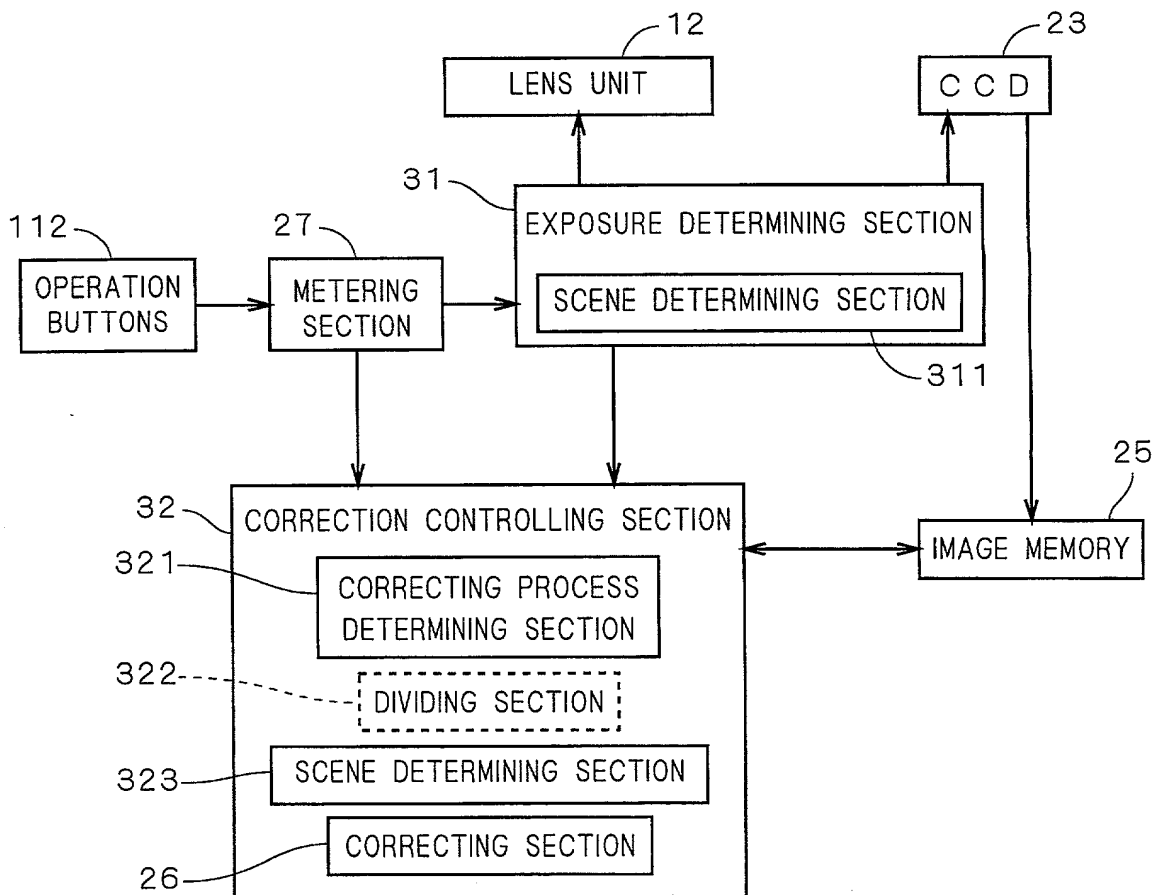 12
LENS UNIT
23
CCD
31
EXPOSURE DETERMINING SECTION
SCENE DETERMINING SECTION
311
112
OPERATION
BUTTONS
27
METERING
SECTION
25
IMAGE MEMORY
32
CORRECTION CONTROLLING SECTION
321
CORRECTING PROCESS
DETERMINING SECTION
322
DIVIDING SECTION
323
SCENE DETERMINING SECTION
26
CORRECTING SECTION